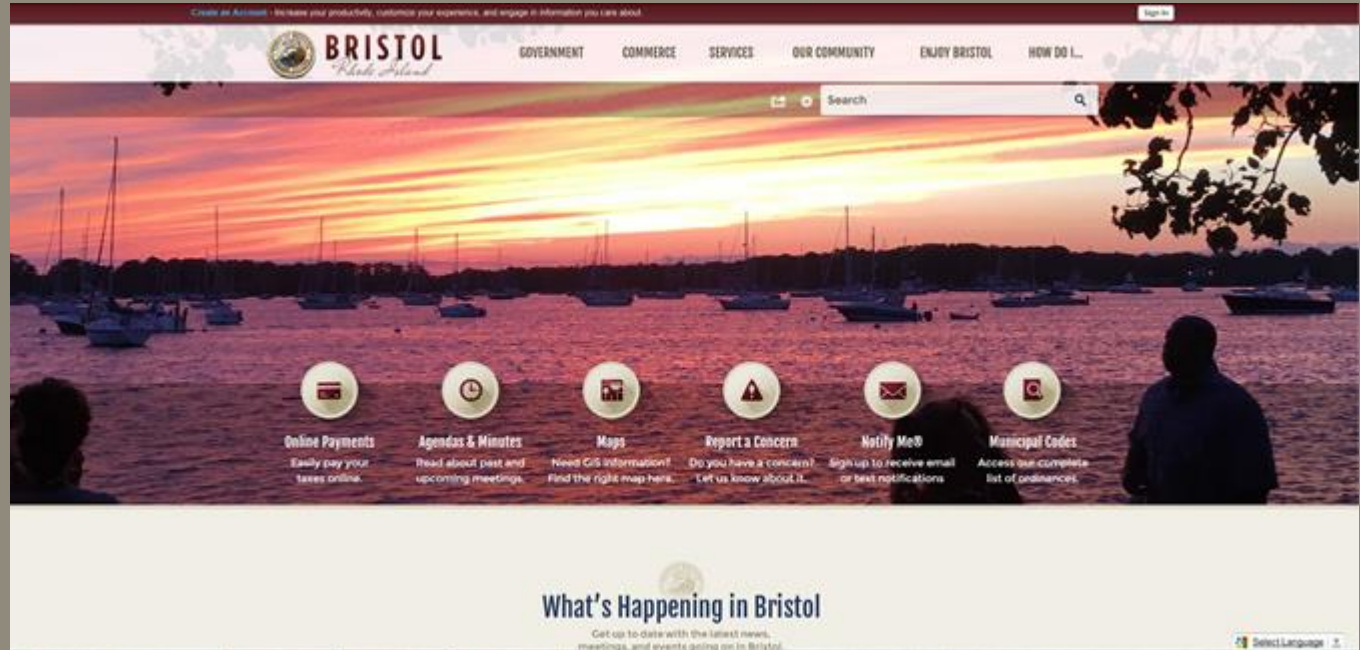 Create an Account - Increase your productivity, customize your experience, and engage in information you care about.
Sign In
BRISTOL
Rhode Island
GOVERNMENT COMMERCE SERVICES OUR COMMUNITY ENJOY BRISTOL HOW DO I...
Search
Online Payments
Easily pay your
taxes online.
Agendas & Minutes
Read about past and
upcoming meetings.
Maps
Need GIS information?
Find the right map here.
Report a Concern
Do you have a concern?
Let us know about it.
Notify Me®
Sign up to receive email
or text notifications
Municipal Codes
Access our complete
list of ordinances.
What's Happening in Bristol
Get up to date with the latest news,
meetings, and events going on in Bristol.
Select Language